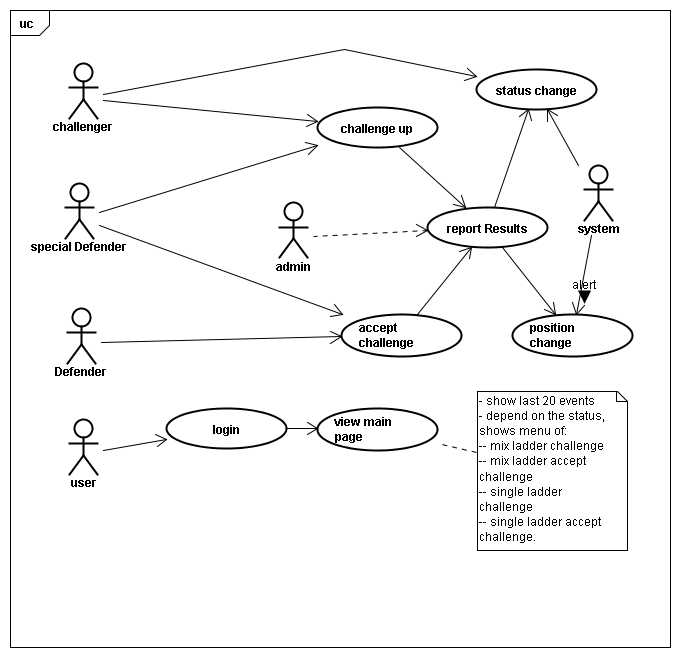 uc
challenger
status change
challenge up
special Defender
admin
report Results
system
alert
Defender
accept
challenge
position
change
user
login
view main
page
- show last 20 events
- depend on the status,
shows menu of:
-- mix ladder challenge
-- mix ladder accept
challenge
-- single ladder
challenge
-- single ladder accept
challenge.